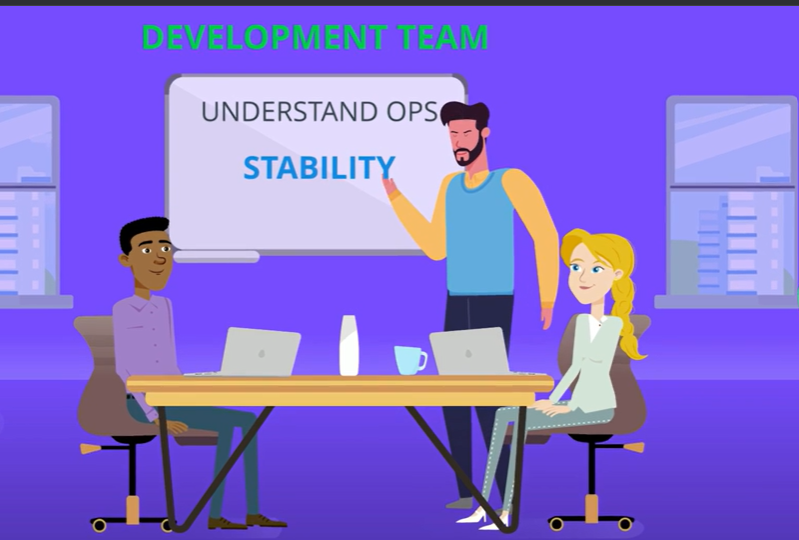 DEVELOPMENT TEAM
UNDERSTAND OPS
STABILITY